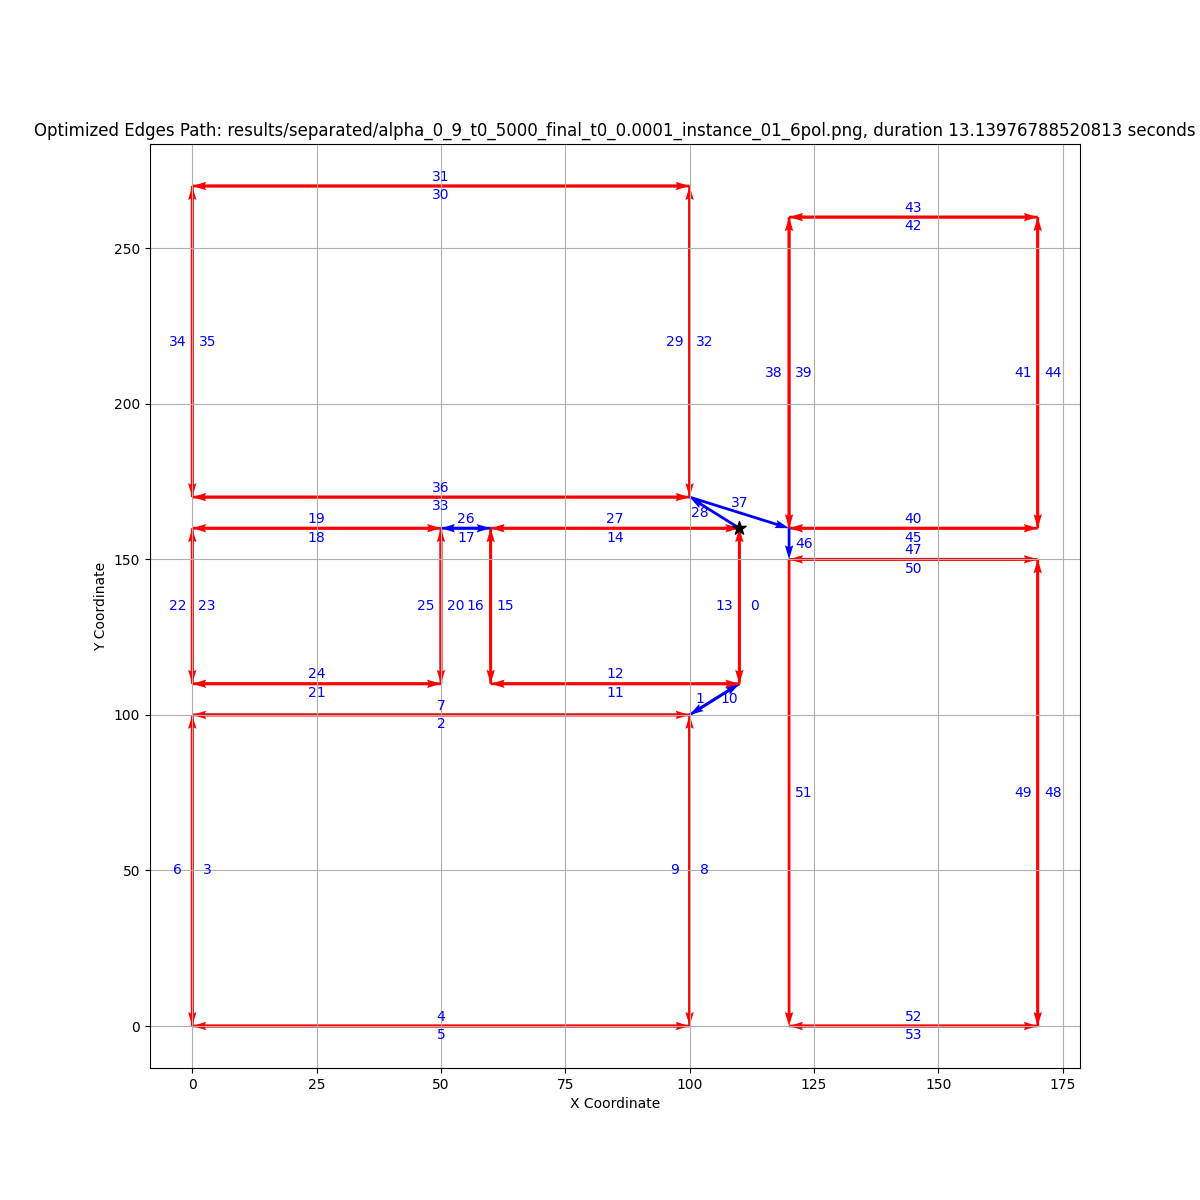 Optimized Edges Path: results/separated/alpha_0_9_t0_5000_final_t0_0.0001_instance_01_6pol.png, duration 13.13976788520813 seconds
31
30
43
42
250
34 35 29 32
38 39 41 44
200
36
33
37
28
19 26 27 40
18 17 14 46 45
47
150
50
22 23 25 20 16 15 13 0
24 12
21 11
1 10
7
100
2
51 49 48
6 3 9 8
50
4 52
0
5 53
0 25 50 75 100 125 150 175
X Coordinate
Y Coordinate